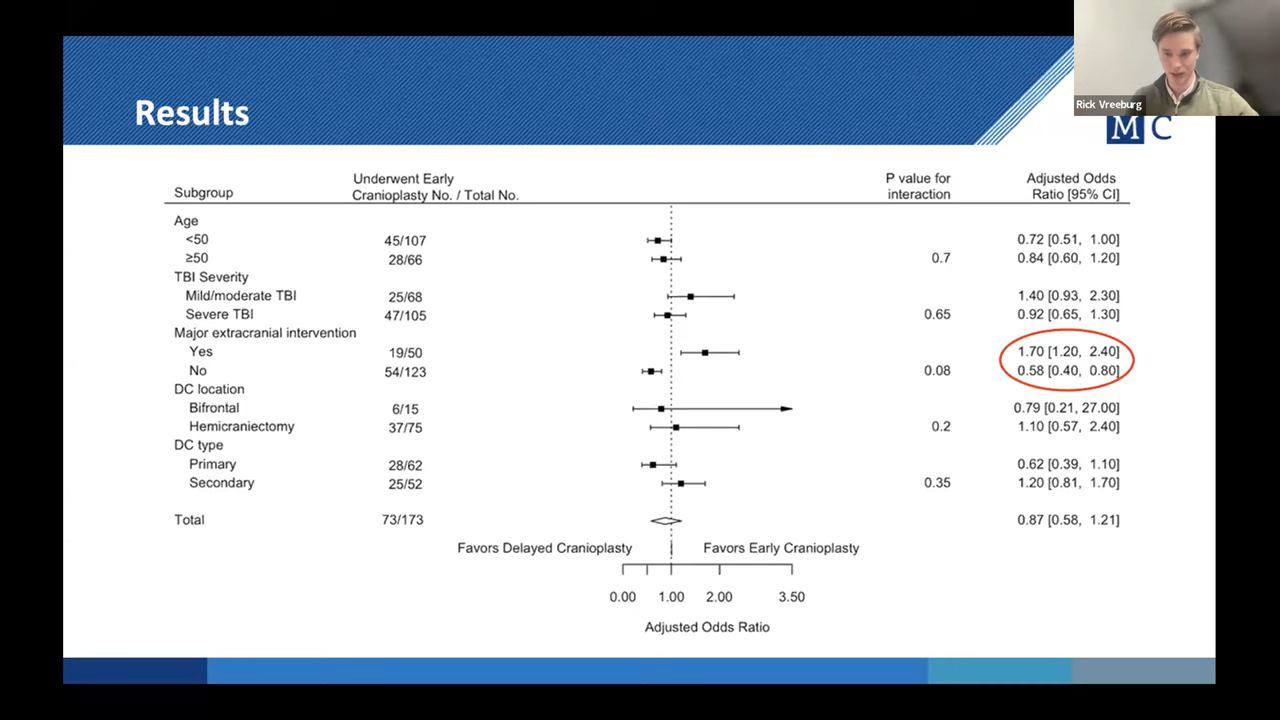 Rick Vreeburg
M C
Results
Subgroup Underwent Early Cranioplasty No. / Total No. P value for interaction Adjusted Odds Ratio [95% CI]
Age
<50 45/107 0.72 [0.51, 1.00]
≥50 28/66 0.7 0.84 [0.60, 1.20]
TBI Severity
Mild/moderate TBI 25/68 1.40 [0.93, 2.30]
Severe TBI 47/105 0.65 0.92 [0.65, 1.30]
Major extracranial intervention
Yes 19/50 1.70 [1.20, 2.40]
No 54/123 0.08 0.58 [0.40, 0.80]
DC location
Bifrontal 6/15 0.79 [0.21, 27.00]
Hemicraniectomy 37/75 0.2 1.10 [0.57, 2.40]
DC type
Primary 28/62 0.62 [0.39, 1.10]
Secondary 25/52 0.35 1.20 [0.81, 1.70]
Total 73/173 0.87 [0.58, 1.21]
Favors Delayed Cranioplasty Favors Early Cranioplasty
0.00 1.00 2.00 3.50
Adjusted Odds Ratio